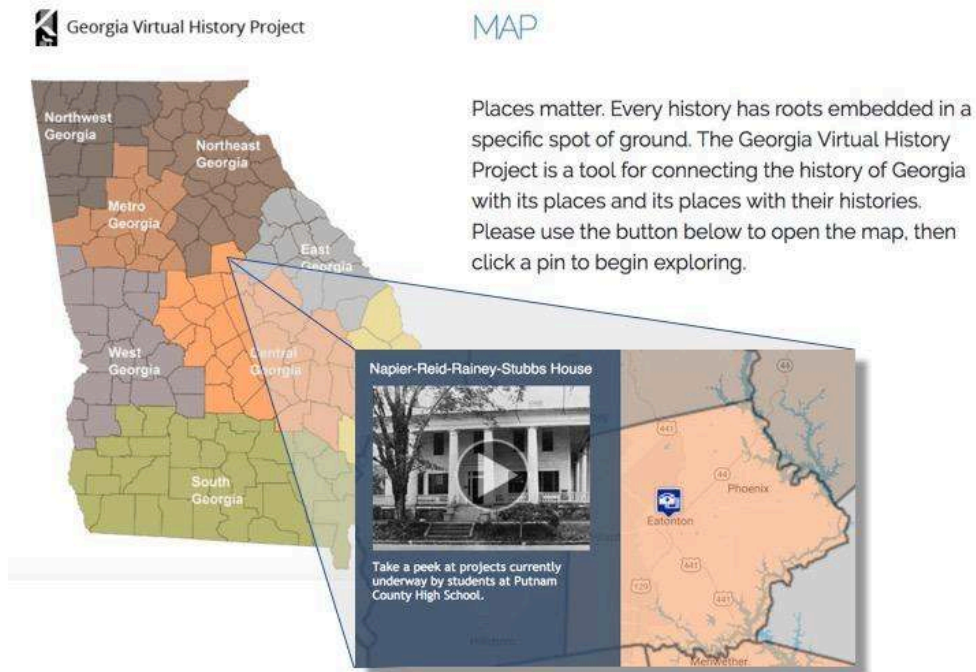 Georgia Virtual History Project
MAP
Places matter. Every history has roots embedded in a
specific spot of ground. The Georgia Virtual History
Project is a tool for connecting the history of Georgia
with its places and its places with their histories.
Please use the button below to open the map, then
click a pin to begin exploring.
Northwest
Georgia
Northeast
Georgia
Metro
Georgia
East
Georgia
West
Georgia
Central
Georgia
South
Georgia
Napier-Reid-Rainey-Stubbs House
Take a peek at projects currently
underway by students at Putnam
County High School.
44
441
44
Phoenix
Eatonton
441
129
441
Meriwether